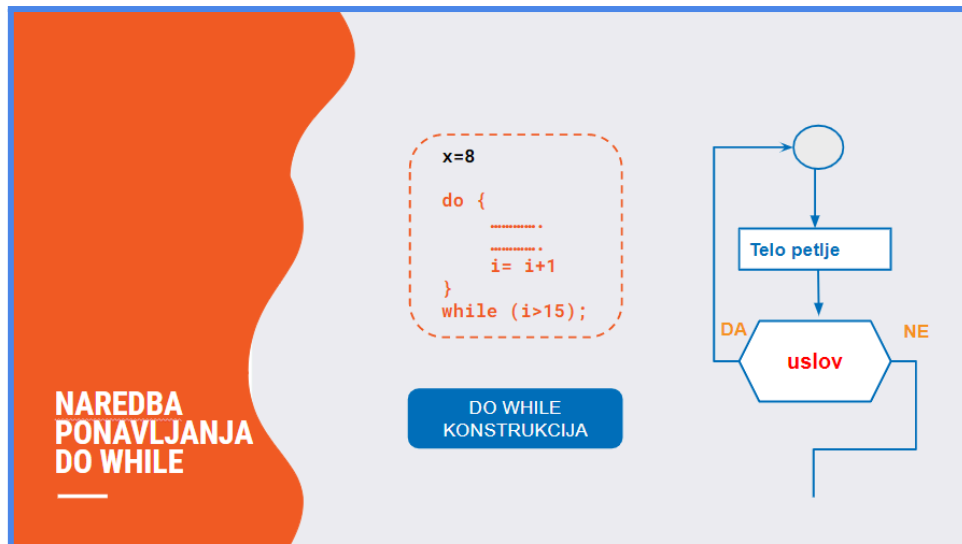 NAREDBA
PONAVLJANJA
DO WHILE
x=8
do {
………….
………….
i= i+1
}
while (i>15);
DO WHILE
KONSTRUKCIJA
Telo petlje
DA
NE
uslov